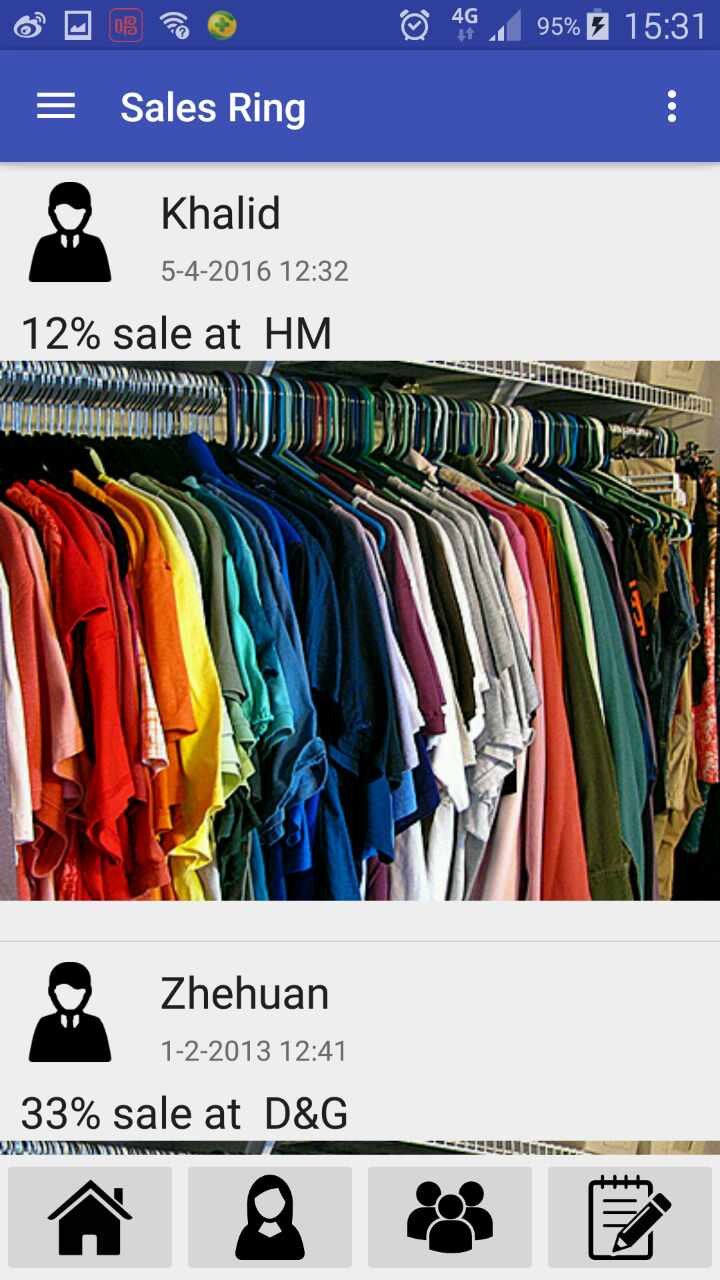 4G 95% 15:31
Sales Ring
Khalid
5-4-2016 12:32
12% sale at  HM
Zhehuan
1-2-2013 12:41
33% sale at  D&G